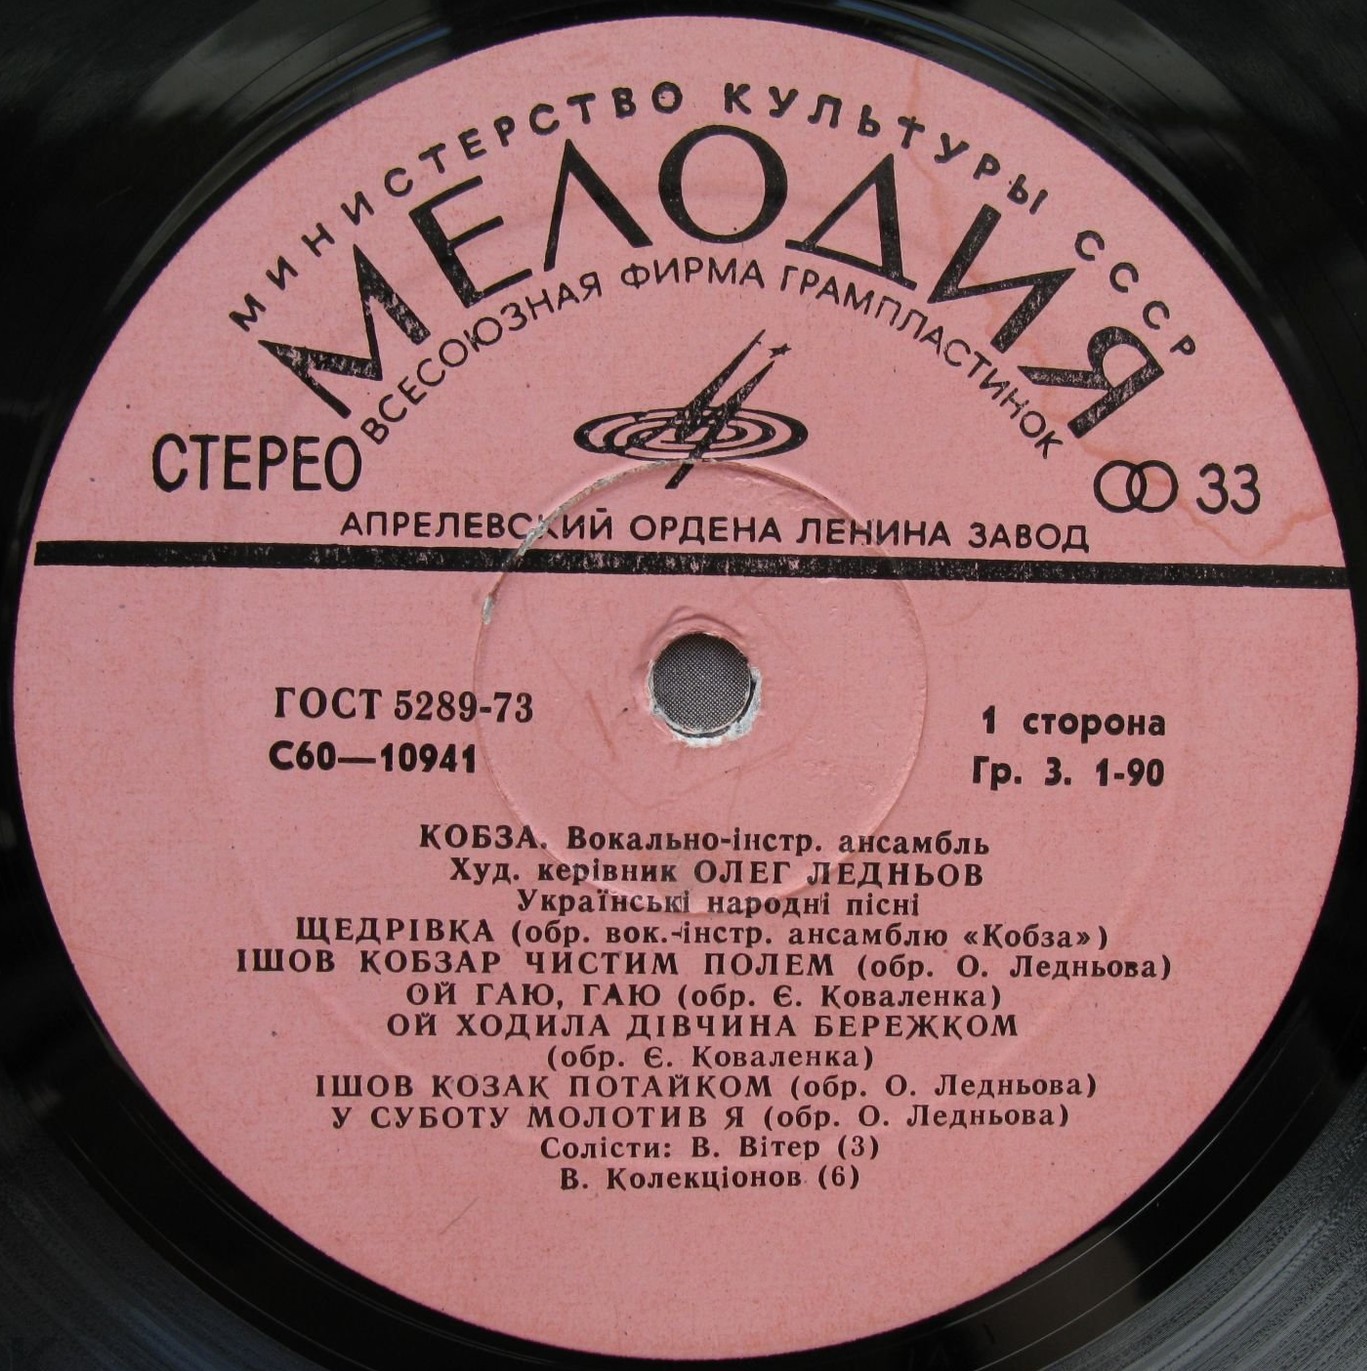 МИНИСТЕРСТВО КУЛЬТУРЫ СССР
МЕЛОДИЯ
ВСЕСОЮЗНАЯ ФИРМА ГРАМПЛАСТИНОК
СТЕРЕО
33
АПРЕЛЕВСКИЙ ОРДЕНА ЛЕНИНА ЗАВОД
ГОСТ 5289-73
1 сторона
С60—10941
Гр. 3. 1-90
КОБЗА. Вокально-інстр. ансамбль
Худ. керівник ОЛЕГ ЛЕДНЬОВ
Українські народні пісні
ЩЕДРІВКА (обр. вок.-інстр. ансамблю «Кобза»)
ІШОВ КОБЗАР ЧИСТИМ ПОЛЕМ (обр. О. Ледньова)
ОЙ ГАЮ, ГАЮ (обр. Є. Коваленка)
ОЙ ХОДИЛА ДІВЧИНА БЕРЕЖКОМ
(обр. Є. Коваленка)
ІШОВ КОЗАК ПОТАЙКОМ (обр. О. Ледньова)
У СУБОТУ МОЛОТИВ Я (обр. О. Ледньова)
Солісти: В. Вітер (3)
В. Колекціонов (6)